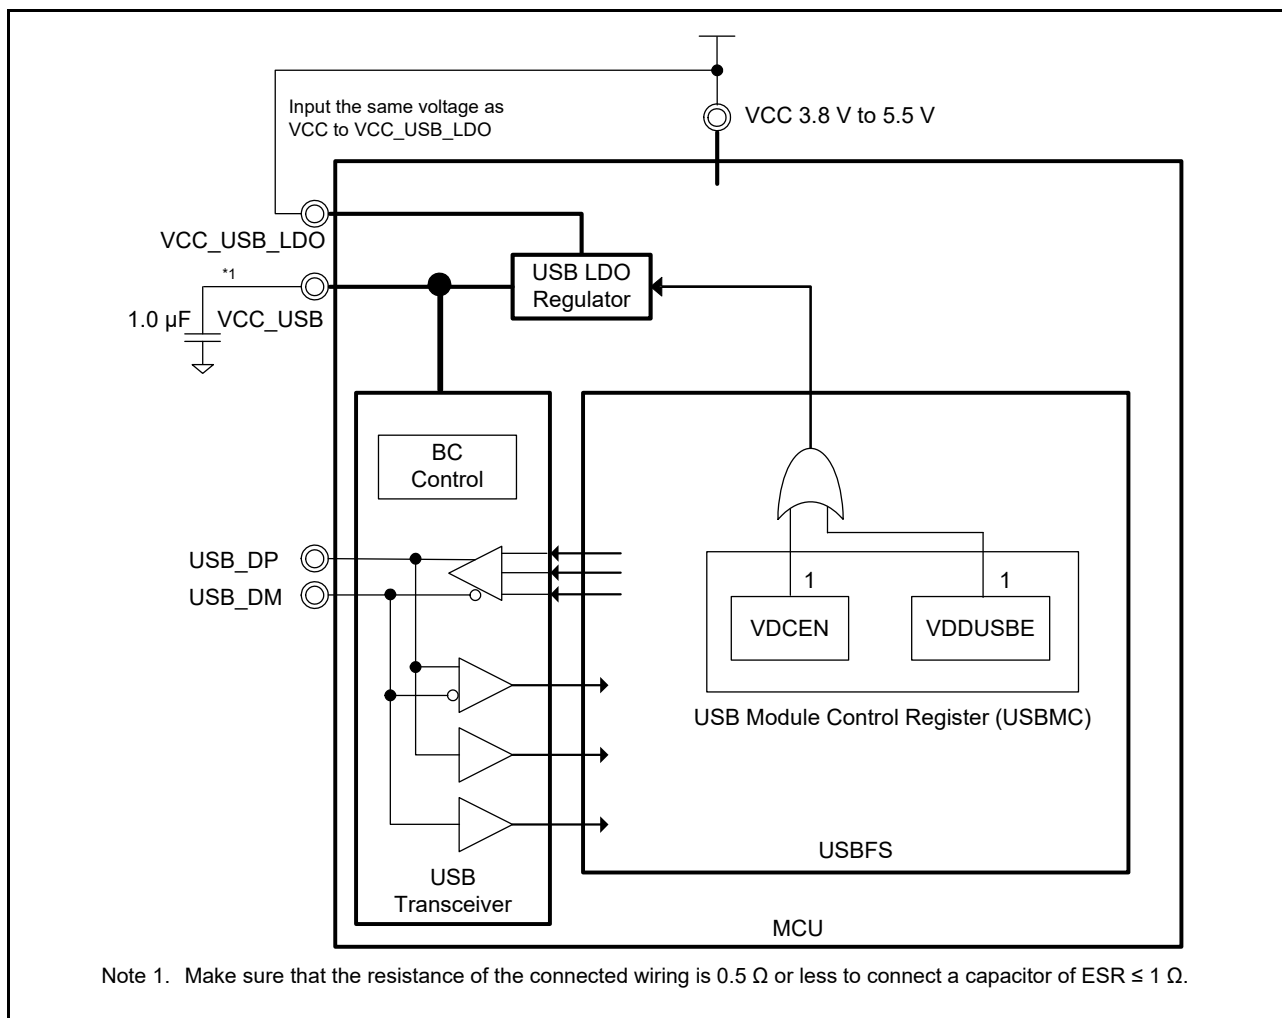 Input the same voltage as
VCC to VCC_USB_LDO
VCC 3.8 V to 5.5 V
VCC_USB_LDO
*1
1.0 µF
VCC_USB
USB LDO
Regulator
BC
Control
USB_DP
USB_DM
1
1
VDCEN
VDDUSBE
USB Module Control Register (USBMC)
USBFS
USB
Transceiver
MCU
Note 1. Make sure that the resistance of the connected wiring is 0.5 Ω or less to connect a capacitor of ESR ≤ 1 Ω.